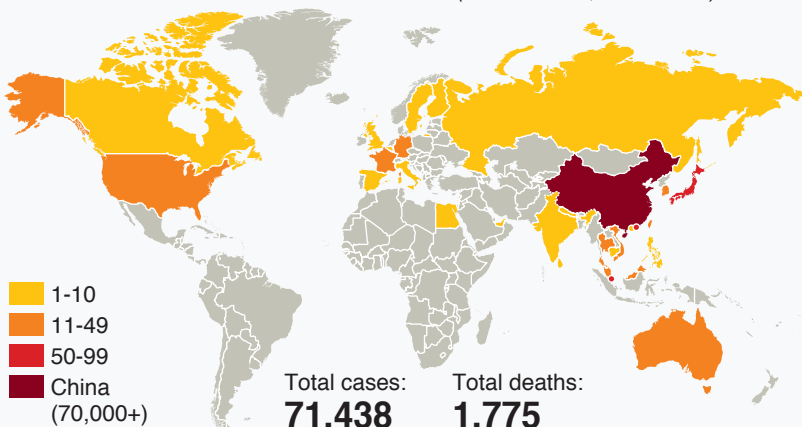 1-10
11-49
50-99
China
(70,000+)
Total cases:
71,438
Total deaths:
1,775